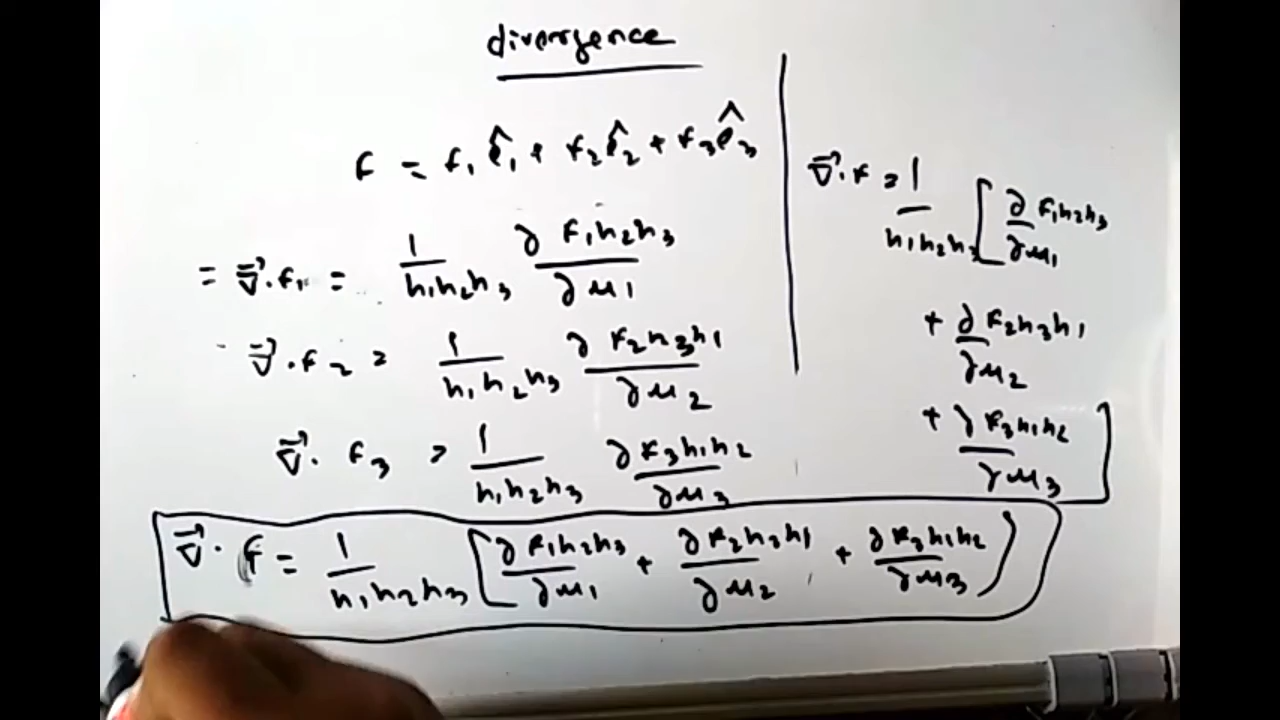 divergence
F = F₁ê₁ + F₂ê₂ + F₃ê₃
= ∇⃗·F₁ = 1/h₁h₂h₃ ∂ F₁h₂h₃/∂u₁
∇⃗·F₂ = 1/h₁h₂h₃ ∂ F₂h₃h₁/∂u₂
∇⃗· F₃ = 1/h₁h₂h₃ ∂ F₃h₁h₂/∂u₃
∇⃗·F = 1/h₁h₂h₃ [ ∂/∂u₁ F₁h₂h₃
+ ∂/∂u₂ F₂h₃h₁
+ ∂/∂u₃ F₃h₁h₂ ]
∇⃗· F = 1/h₁h₂h₃ [ ∂ F₁h₂h₃/∂u₁ + ∂ F₂h₃h₁/∂u₂ + ∂ F₃h₁h₂/∂u₃ )